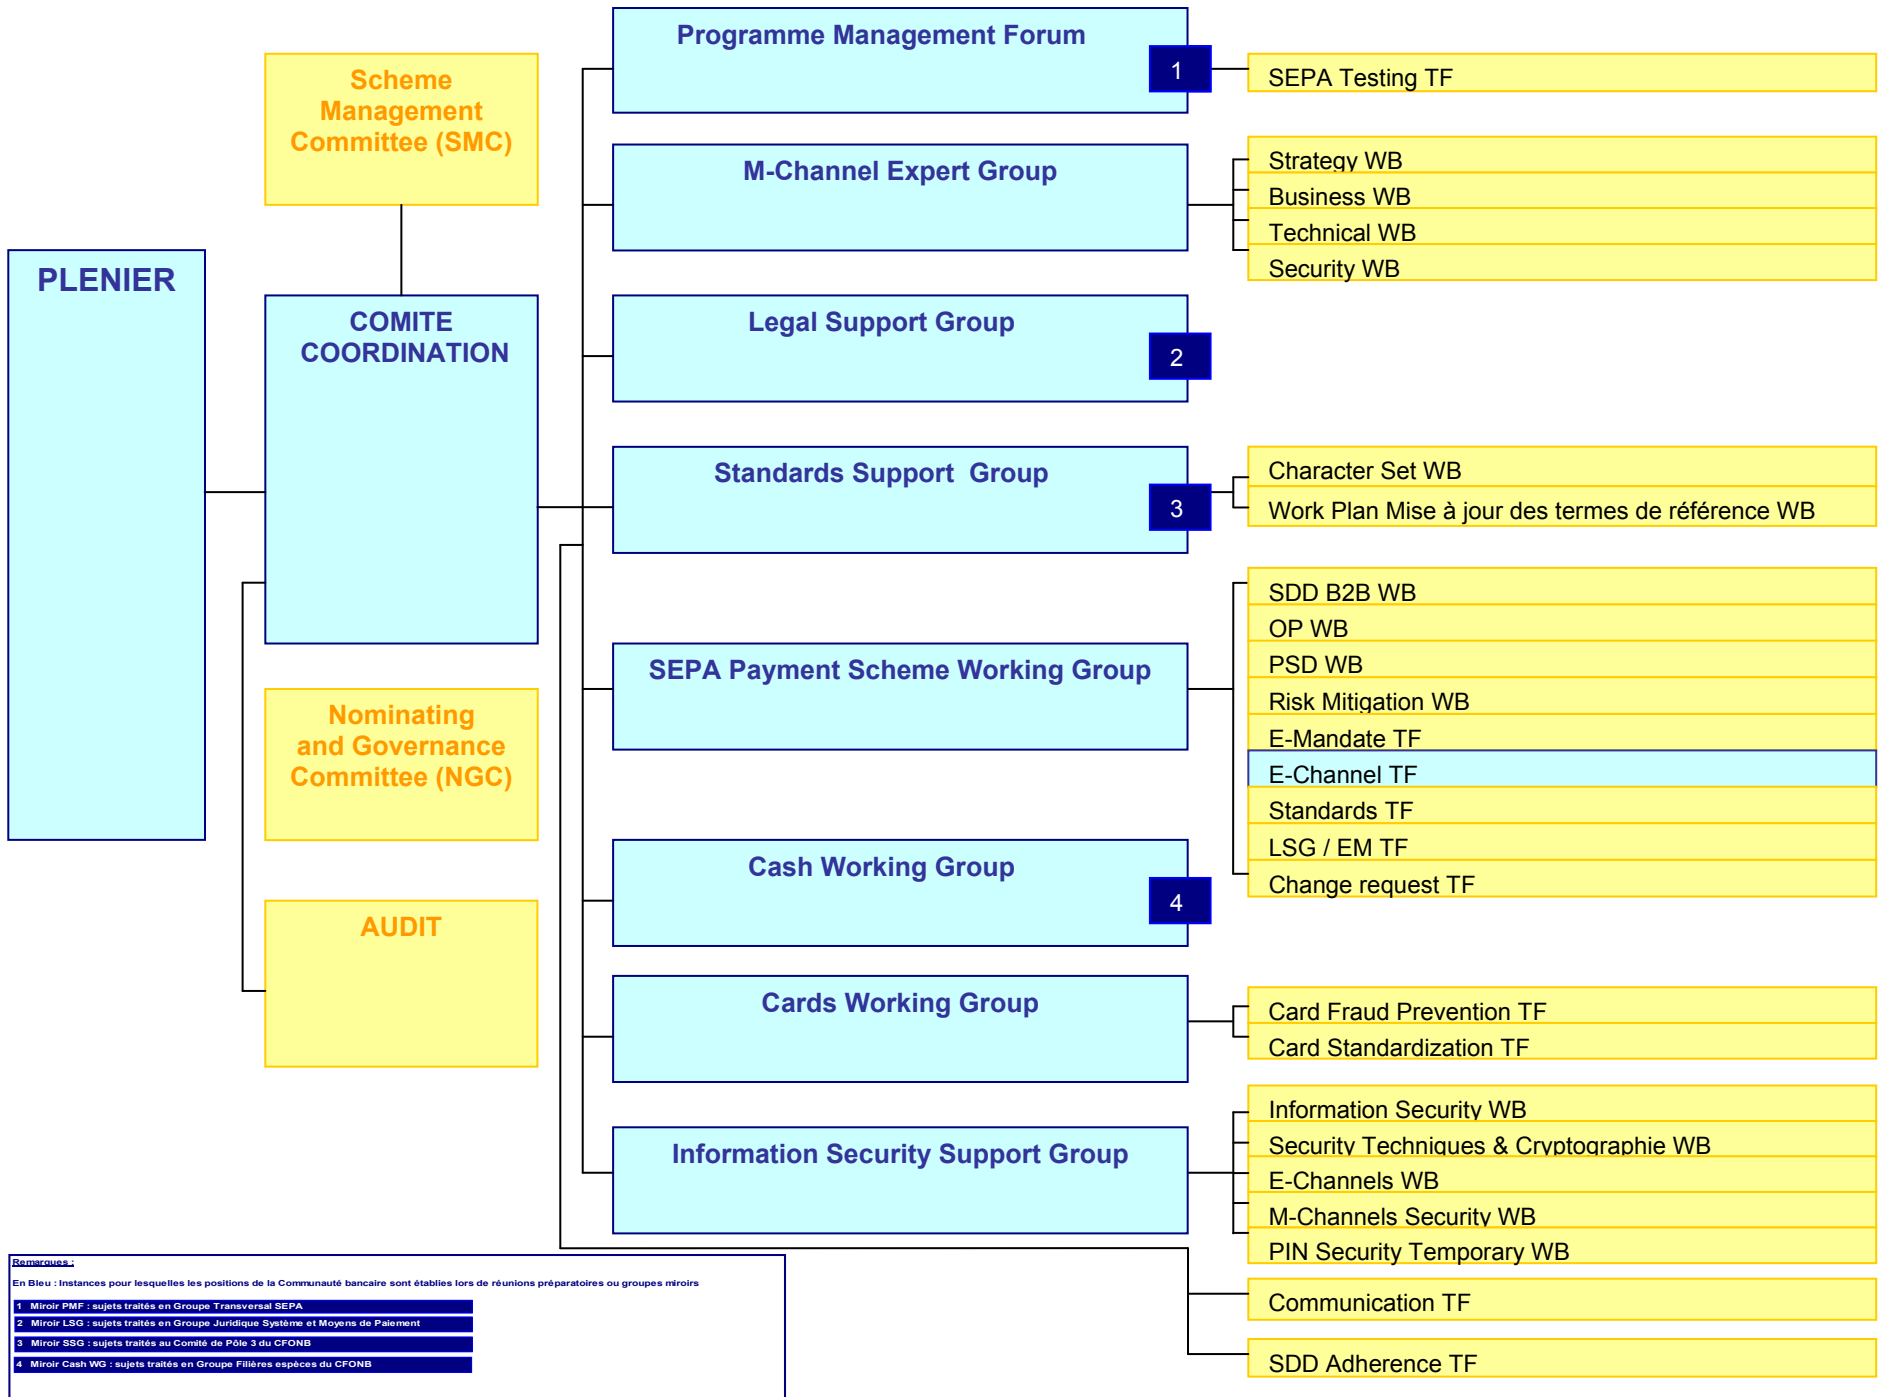 PLENIER
Scheme
Management
Committee (SMC)
COMITE
COORDINATION
Nominating
and Governance
Committee (NGC)
AUDIT
Programme Management Forum
1
SEPA Testing TF
M-Channel Expert Group
Strategy WB
Business WB
Technical WB
Security WB
Legal Support Group
2
Standards Support Group
3
Character Set WB
Work Plan Mise à jour des termes de référence WB
SEPA Payment Scheme Working Group
SDD B2B WB
OP WB
PSD WB
Risk Mitigation WB
E-Mandate TF
E-Channel TF
Standards TF
LSG / EM TF
Change request TF
Cash Working Group
4
Cards Working Group
Card Fraud Prevention TF
Card Standardization TF
Information Security Support Group
Information Security WB
Security Techniques & Cryptographie WB
E-Channels WB
M-Channels Security WB
PIN Security Temporary WB
Communication TF
SDD Adherence TF
Remarques :
En Bleu : Instances pour lesquelles les positions de la Communauté bancaire sont établies lors de réunions préparatoires ou groupes miroirs
1 Miroir PMF : sujets traités en Groupe Transversal SEPA
2 Miroir LSG : sujets traités en Groupe Juridique Système et Moyens de Paiement
3 Miroir SSG : sujets traités au Comité de Pôle 3 du CFONB
4 Miroir Cash WG : sujets traités en Groupe Filières espèces du CFONB